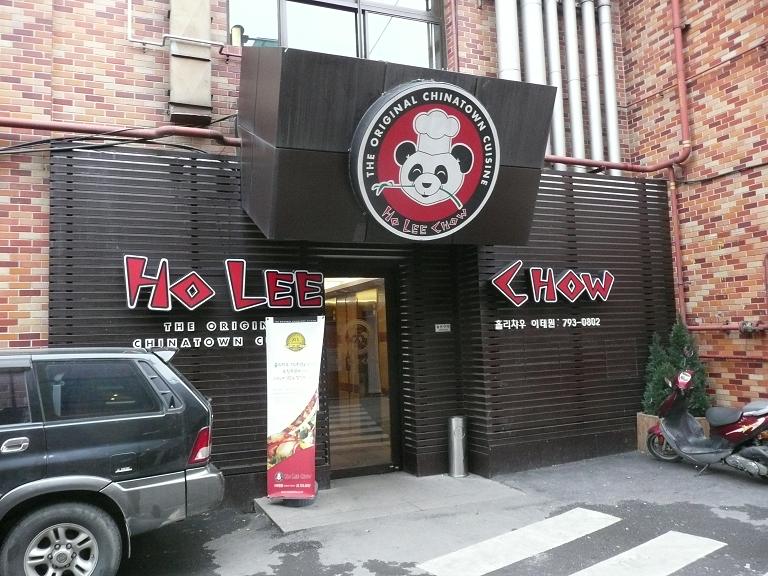 THE ORIGINAL CHINATOWN CUISINE
HO LEE CHOW
HO LEE CHOW
THE ORIGIN
CHINATOWN C
홀리차우 이태원 : 793-0802